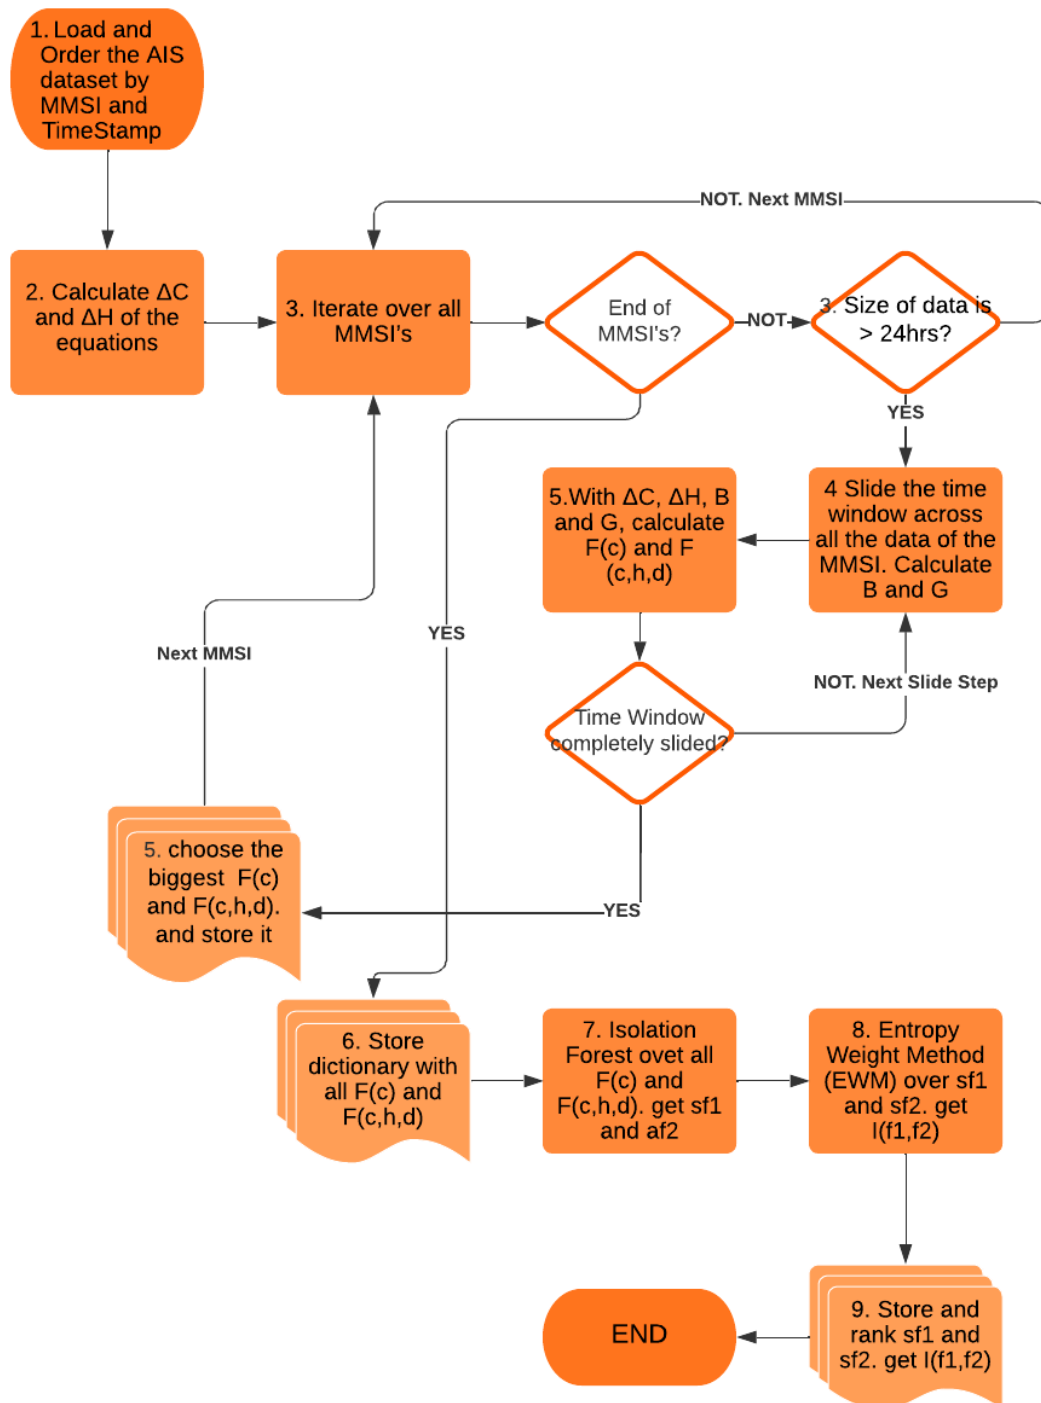 1. Load and
Order the AIS
dataset by
MMSI and
TimeStamp
NOT. Next MMSI
2. Calculate ΔC
and ΔH of the
equations
3. Iterate over all
MMSI's
End of
MMSI's?
NOT
3. Size of data is
> 24hrs?
YES
5.With ΔC, ΔH, B
and G, calculate
F(c) and F
(c,h,d)
4 Slide the time
window across
all the data of the
MMSI. Calculate
B and G
YES
Next MMSI
NOT. Next Slide Step
Time Window
completely slided?
5. choose the
biggest F(c)
and F(c,h,d).
and store it
YES
6. Store
dictionary with
all F(c) and
F(c,h,d)
7. Isolation
Forest ovet all
F(c) and
F(c,h,d). get sf1
and af2
8. Entropy
Weight Method
(EWM) over sf1
and sf2. get
I(f1,f2)
9. Store and
rank sf1 and
sf2. get I(f1,f2)
END